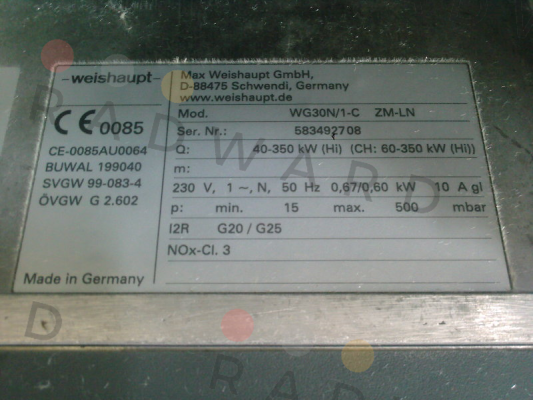 -weishaupt-
Max Weishaupt GmbH,
D-88475 Schwendi, Germany
www.weishaupt.de
CE 0085
CE-0085AU0064
BUWAL 199040
SVGW 99-083-4
ÖVGW G 2.602
Made in Germany
Mod. WG30N/1-C ZM-LN
Ser. Nr.: 583492708
Q: 40-350 kW (Hi) (CH: 60-350 kW (Hi))
m:
230 V, 1 ~, N, 50 Hz 0,67/0,60 kW 10 A gl
p: min. 15 max. 500 mbar
I2R G20 / G25
NOx-Cl. 3
RADWARD
RADWARD